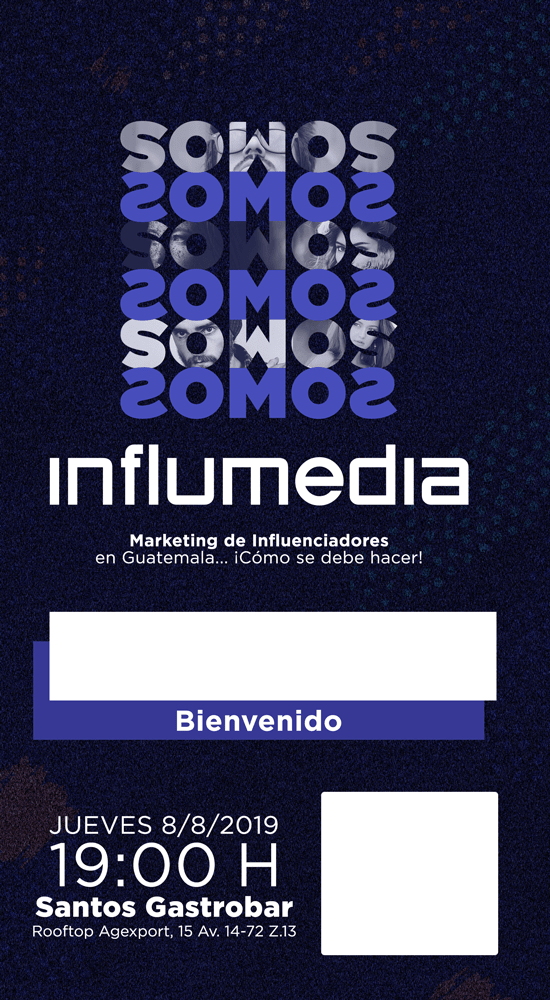 SOMOS
SOMOS
SOMOS
SOMOS
SOMOS
SOMOS
influmedia
Marketing de Influenciadores
en Guatemala... ¡Cómo se debe hacer!
Bienvenido
JUEVES 8/8/2019
19:00 H
Santos Gastrobar
Rooftop Agexport, 15 Av. 14-72 Z.13